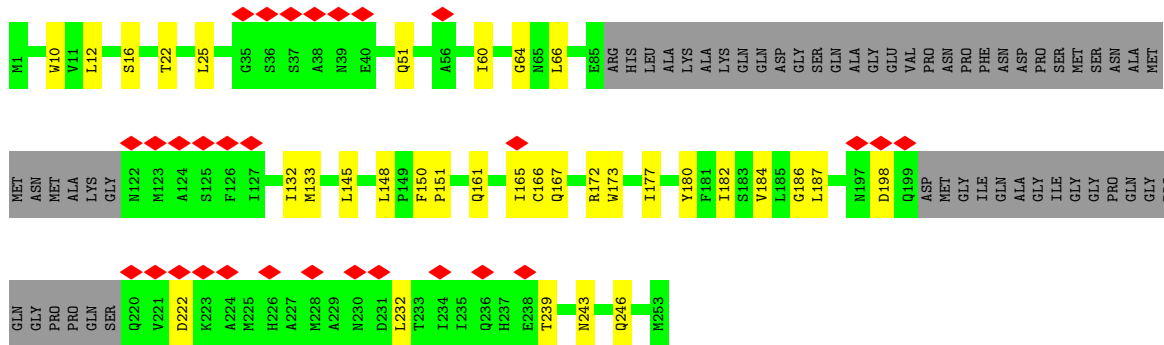 M1 W10 V11 L12 S16 T22 L25 G35 S36 S37 A38 N39 E40 Q51 A56 I60 G64 N65 L66 E85 ARG HIS LEU ALA LYS ALA LYS GLN GLN ASP GLY SER GLN ALA GLY GLU VAL PRO ASN PRO PHE ASN ASP ASP PRO SER MET SER ASN ALA MET
MET ASN MET ALA LYS GLY N122 M123 A124 S125 F126 I127 I132 M133 L145 L148 P149 F150 P151 Q161 I165 C166 Q167 R172 W173 I177 Y180 F181 I182 S183 V184 L185 G186 L187 N197 D198 Q199 ASP MET GLY ILE GLN ALA GLY ILE GLY GLY PRO GLN GLY
GLN GLY PRO PRO GLN SER Q220 V221 D222 K223 A224 M225 H226 A227 M228 A229 N230 D231 L232 T233 I234 I235 Q236 H237 E238 T239 N243 Q246 M253